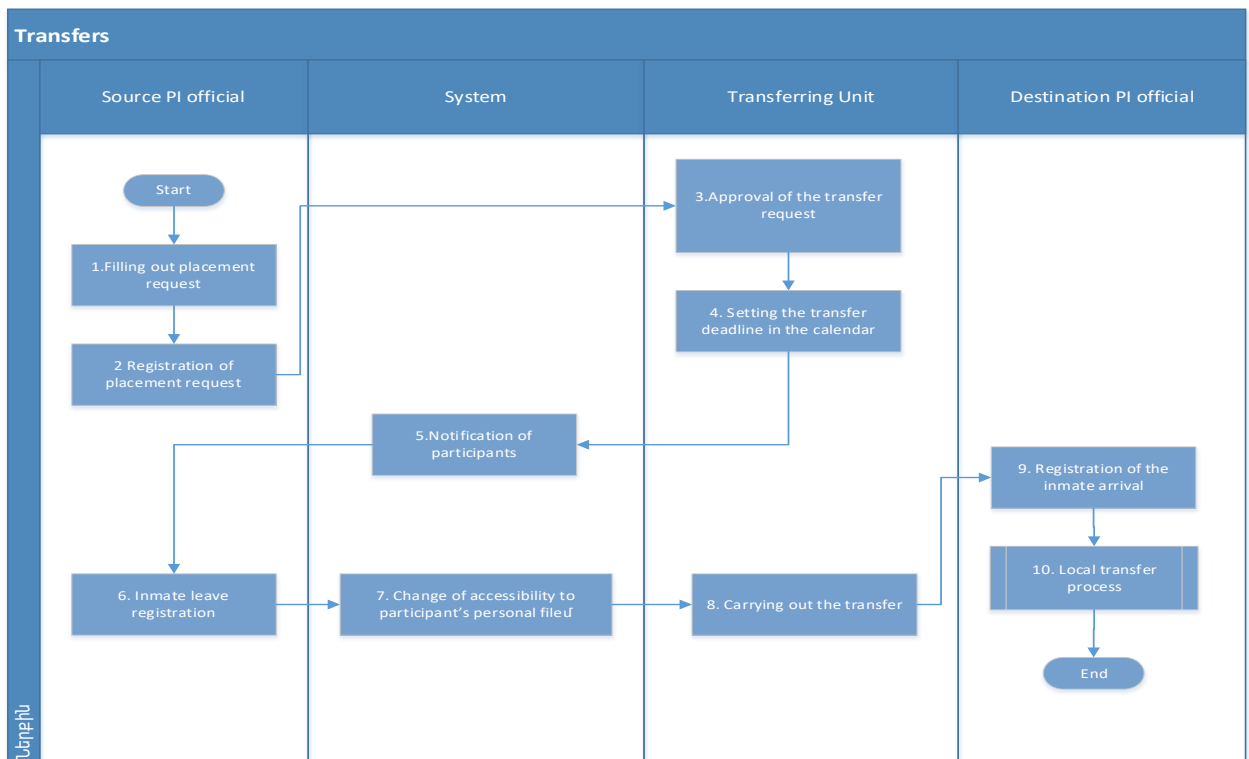 Transfers
Source PI official
System
Transferring Unit
Destination PI official
Start
1.Filling out placement
request
2 Registration of
placement request
3.Approval of the transfer
request
4. Setting the transfer
deadline in the calendar
5.Notification of
participants
6. Inmate leave
registration
7. Change of accessibility to
participant's personal fileմ
8. Carrying out the transfer
9. Registration of the
inmate arrival
10. Local transfer
process
End
Ներքին